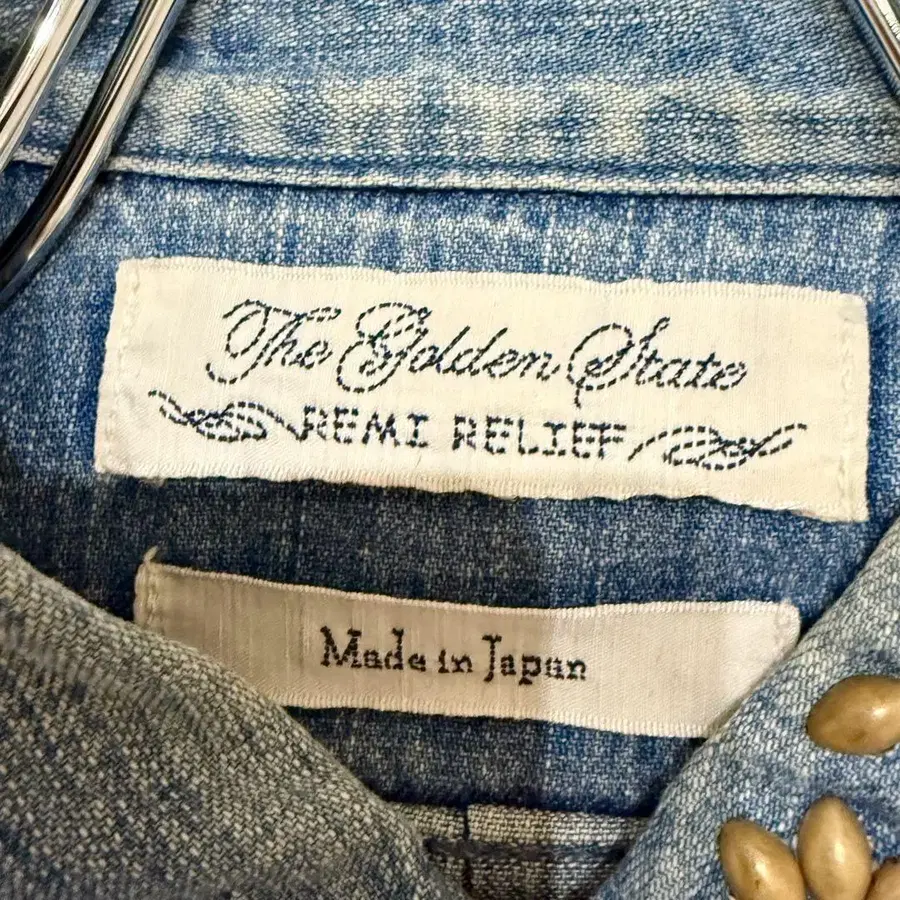 The Golden State
REMI RELIEF
Made in Japan